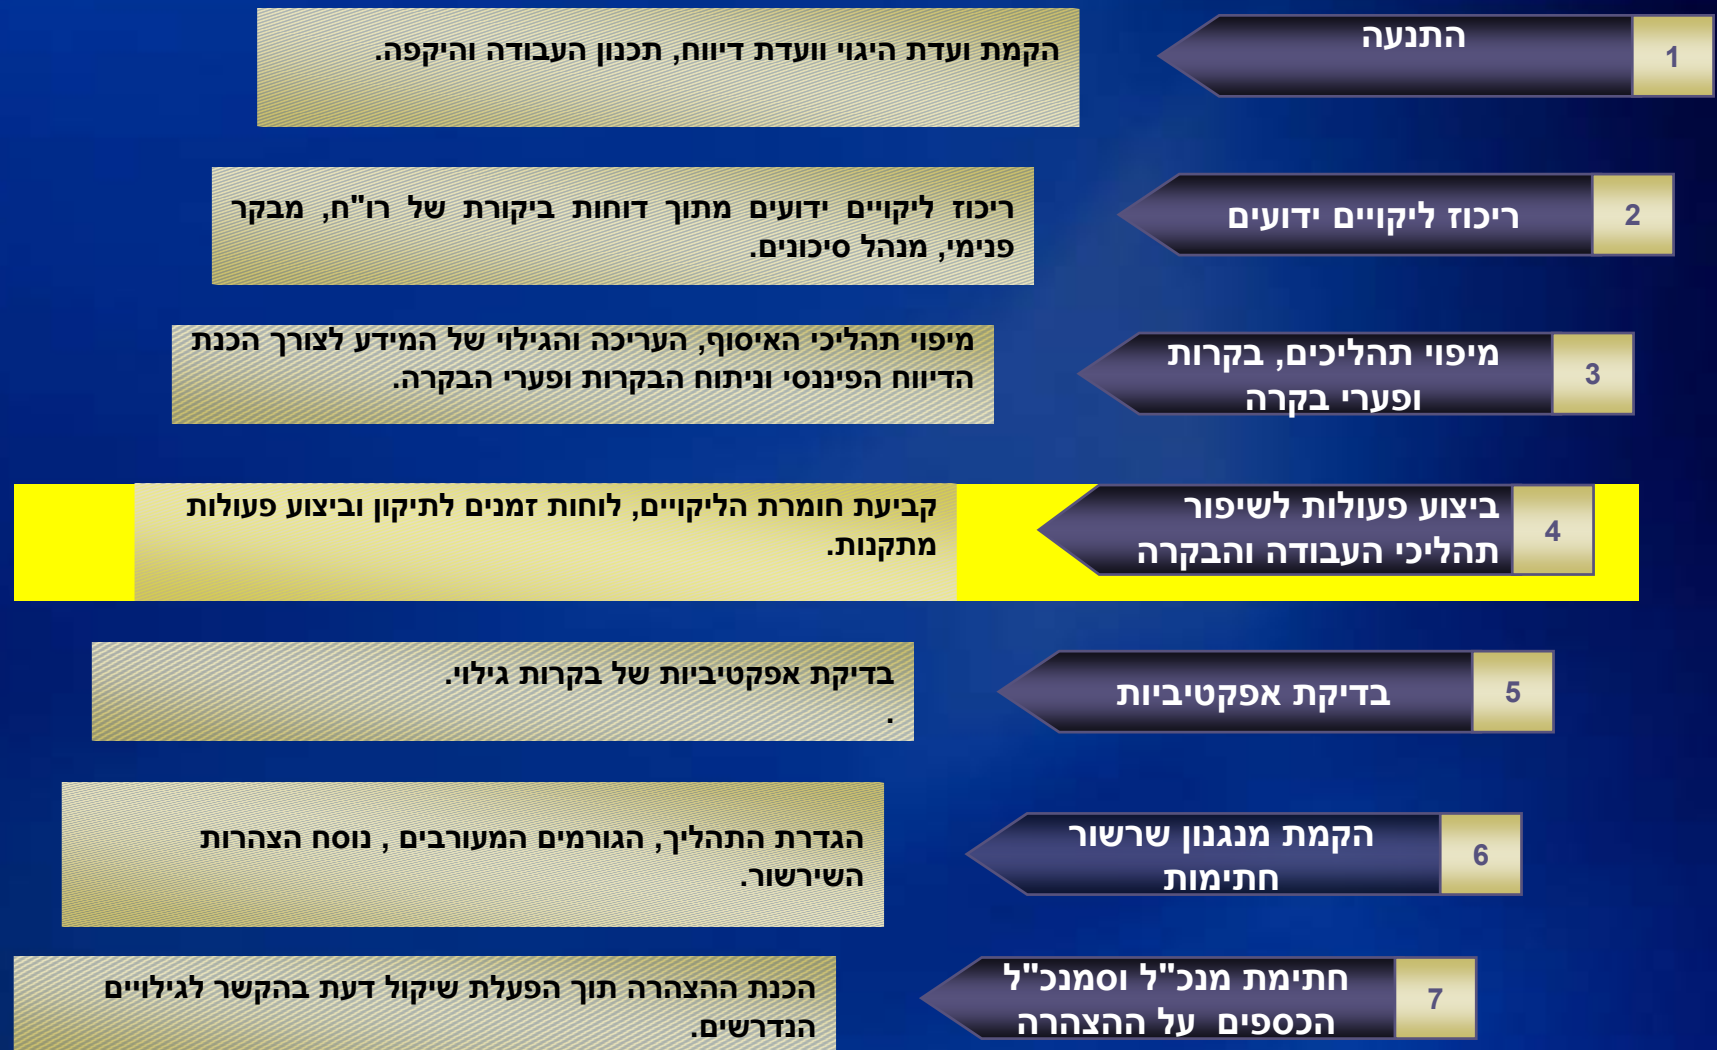 1
התנעה
הקמת ועדת היגוי וועדת דיווח, תכנון העבודה והיקפה.
2
ריכוז ליקויים ידועים
ריכוז ליקויים ידועים מתוך דוחות ביקורת של רו"ח, מבקר
פנימי, מנהל סיכונים.
3
מיפוי תהליכים, בקרות
ופערי בקרה
מיפוי תהליכי האיסוף, העריכה והגילוי של המידע לצורך הכנת
הדיווח הפיננסי וניתוח הבקרות ופערי הבקרה.
4
ביצוע פעולות לשיפור
תהליכי העבודה והבקרה
קביעת חומרת הליקויים, לוחות זמנים לתיקון וביצוע פעולות
מתקנות.
5
בדיקת אפקטיביות
בדיקת אפקטיביות של בקרות גילוי.
.
6
הקמת מנגנון שרשור
חתימות
הגדרת התהליך, הגורמים המעורבים , נוסח הצהרות
השירשור.
7
חתימת מנכ"ל וסמנכ"ל
הכספים על ההצהרה
הכנת ההצהרה תוך הפעלת שיקול דעת בהקשר לגילויים
הנדרשים.